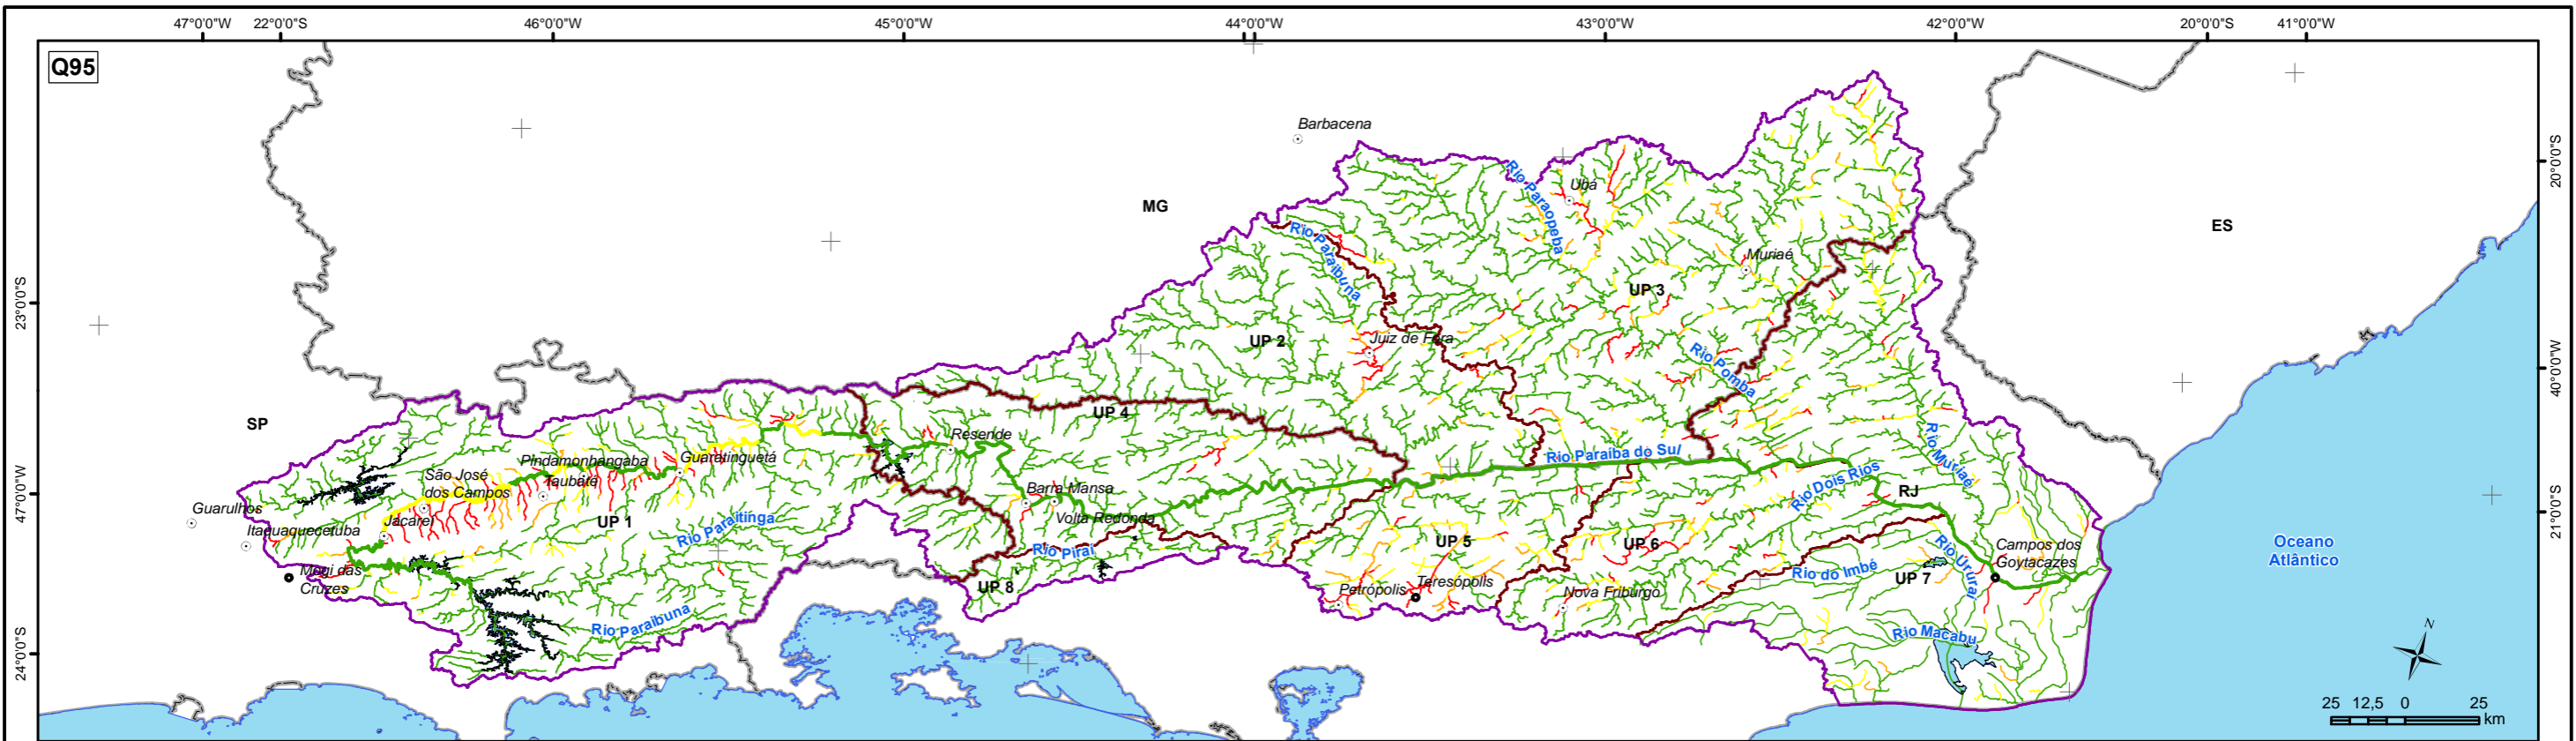 47°0'0"W
22°0'0"S
46°0'0"W
45°0'0"W
44°0'0"W
43°0'0"W
42°0'0"W
20°0'0"S
41°0'0"W
Q95
Barbacena
MG
ES
Ubá
Rio Paraopeba
20°0'0"S
Rio Paraibuna
Muriaé
23°0'0"S
UP 3
UP 2
Juiz de Fora
Rio Pomba
40°0'0"W
UP 4
SP
Resende
Rio Paraíba do Sul
Rio Muriaé
Pindamonhangaba
Guaratinguetá
São José
dos Campos
Taubaté
Rio Dois Rios
RJ
47°0'0"W
Barra Mansa
Guarulhos
Jacareí
UP 1
Rio Paraitinga
Volta Redonda
21°0'0"S
Itaquaquecetuba
Rio Piraí
UP 5
UP 6
Rio Ururaí
Campos dos
Goytacazes
Oceano
Atlântico
Mogi das
Cruzes
UP 8
Petrópolis
Teresópolis
Nova Friburgo
Rio do Imbé
UP 7
Rio Paraibuna
Rio Macabu
24°0'0"S
N
25 12,5 0 25
km